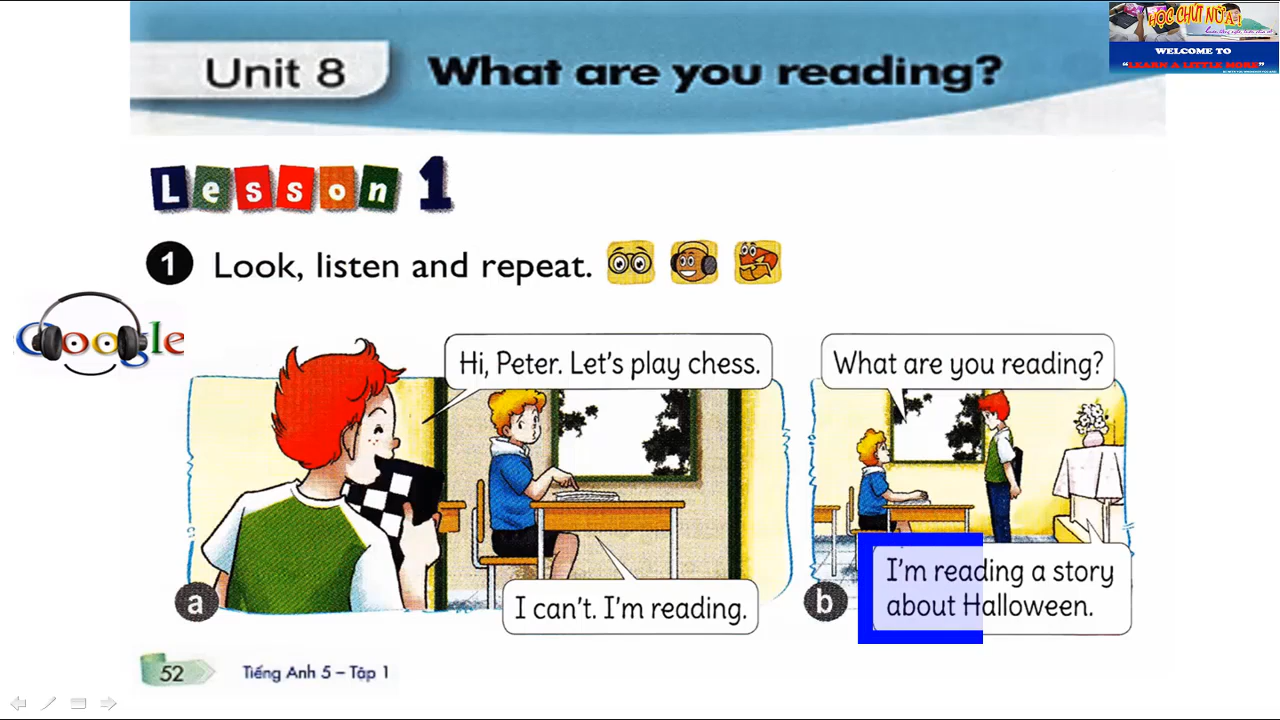 HỌC CHÚT NỮA!
WELCOME TO
"LEARN A LITTLE MORE"
Unit 8 What are you reading?
Lesson 1
1 Look, listen and repeat.
Google
Hi, Peter. Let's play chess.
I can't. I'm reading.
a
What are you reading?
I'm reading a story
about Halloween.
b
52 Tiếng Anh 5 – Tập 1